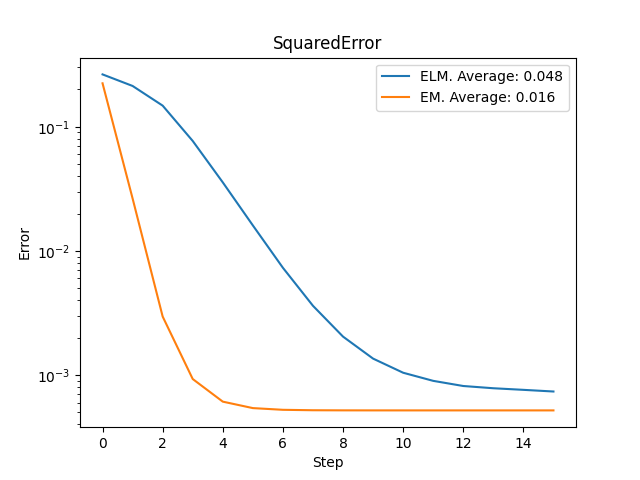 SquaredError
ELM. Average: 0.048
EM. Average: 0.016
Error
10⁻¹
10⁻²
10⁻³
0 2 4 6 8 10 12 14
Step